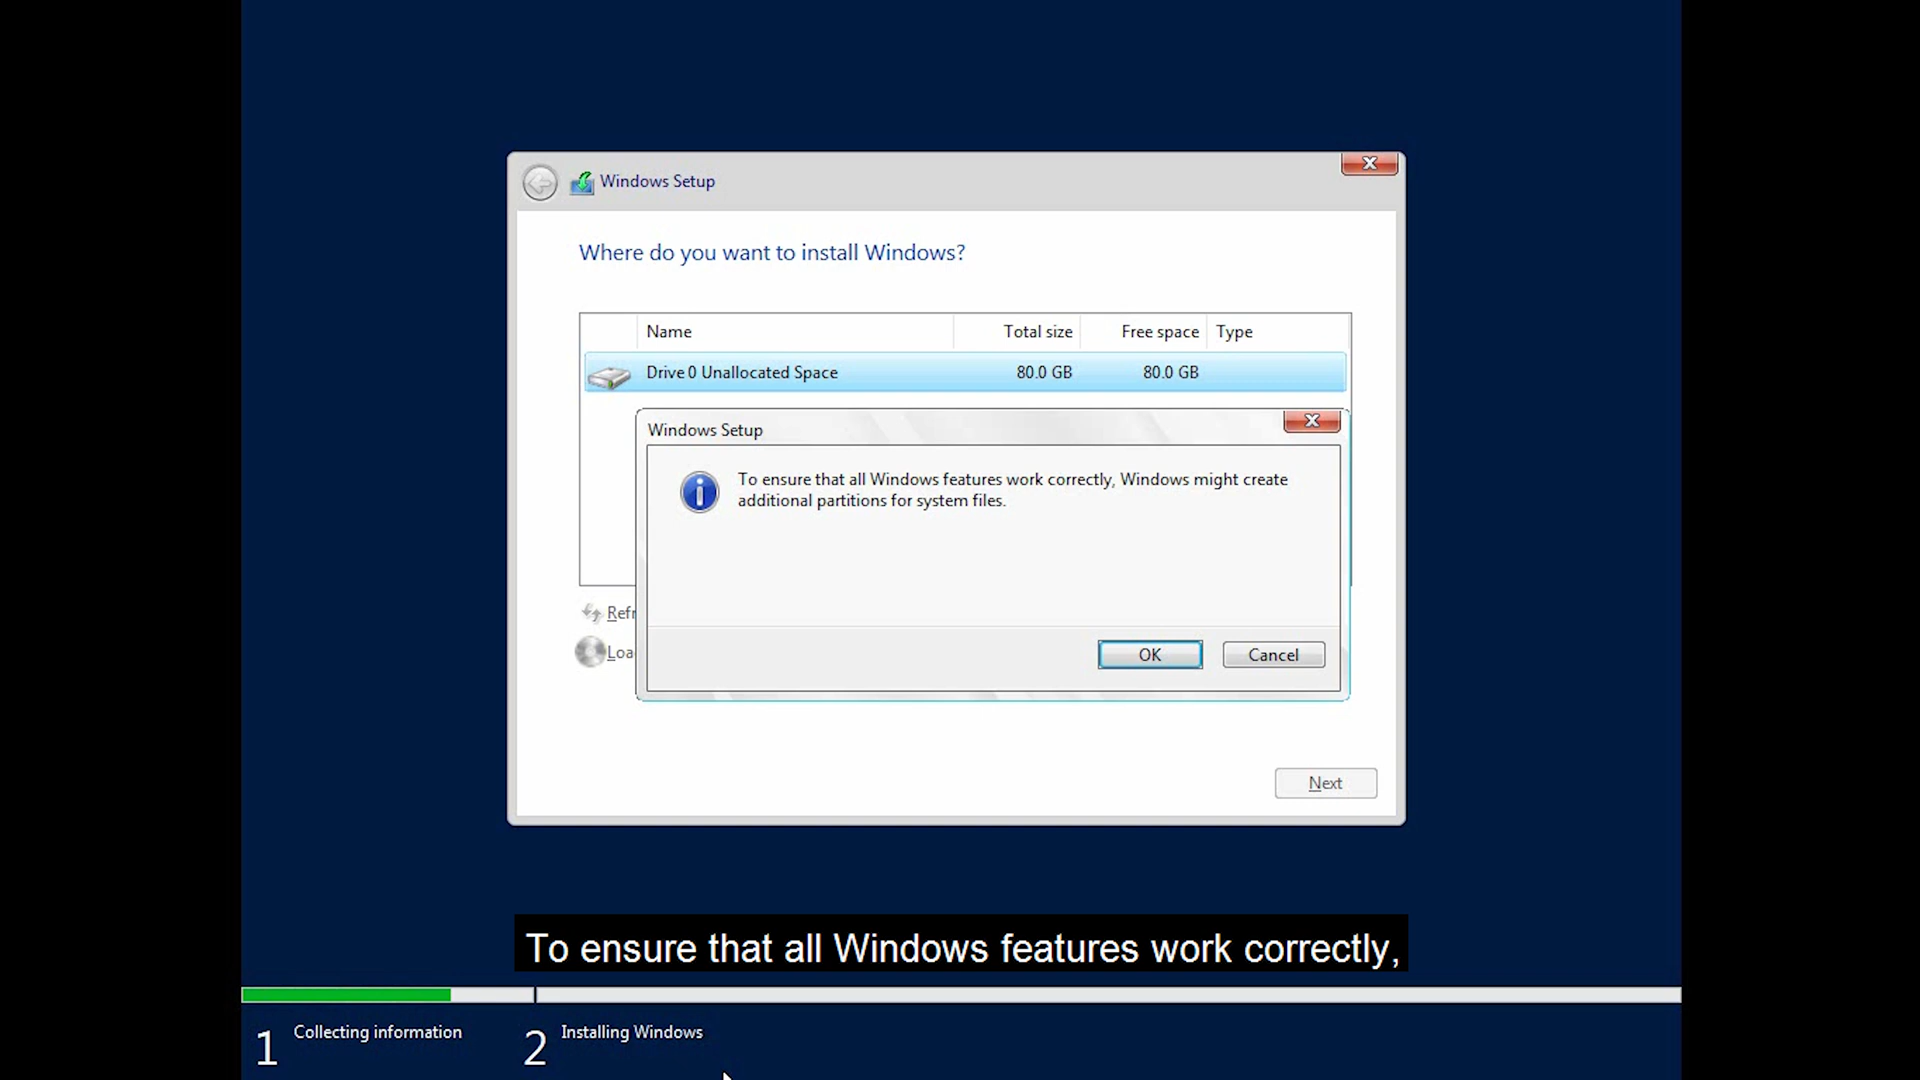 Windows Setup
Where do you want to install Windows?
Name Total size Free space Type
Drive 0 Unallocated Space 80.0 GB 80.0 GB
Windows Setup
To ensure that all Windows features work correctly, Windows might create
additional partitions for system files.
Refr
Loa
OK Cancel
Next
To ensure that all Windows features work correctly,
1 Collecting information 2 Installing Windows